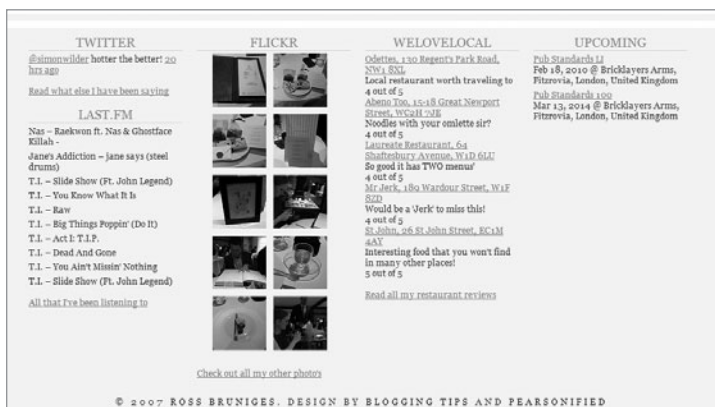 TWITTER
@simonwilder hotter the better! 20
hrs ago
Read what else I have been saying
LAST.FM
Nas – Raekwon ft. Nas & Ghostface
Killah -
Jane's Addiction – jane says (steel
drums)
T.I. – Slide Show (Ft. John Legend)
T.I. – You Know What It Is
T.I. – Raw
T.I. – Big Things Poppin' (Do It)
T.I. – Act I: T.I.P.
T.I. – Dead And Gone
T.I. – You Ain't Missin' Nothing
T.I. – Slide Show (Ft. John Legend)
All that I've been listening to
FLICKR
Check out all my other photo's
WELOVELOCAL
Odettes, 130 Regent's Park Road,
NW1 8XL
Local restaurant worth traveling to
4 out of 5
Abeno Too, 15-18 Great Newport
Street, WC2H 7JE
Noodles with your omlette sir?
4 out of 5
Laureate Restaurant, 64
Shaftesbury Avenue, W1D 6LU
So good it has TWO menus'
4 out of 5
Mr Jerk, 189 Wardour Street, W1F
8ZD
Would be a 'Jerk' to miss this!
4 out of 5
St John, 26 St John Street, EC1M
4AY
Interesting food that you won't find
in many other places!
5 out of 5
Read all my restaurant reviews
UPCOMING
Pub Standards LI
Feb 18, 2010 @ Bricklayers Arms,
Fitzrovia, London, United Kingdom
Pub Standards 100
Mar 13, 2014 @ Bricklayers Arms,
Fitzrovia, London, United Kingdom
© 2007 ROSS BRUNIGES. DESIGN BY BLOGGING TIPS AND PEARSONIFIED